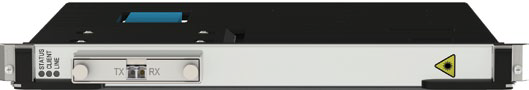 STATUS
CLIENT
LINE
TX RX